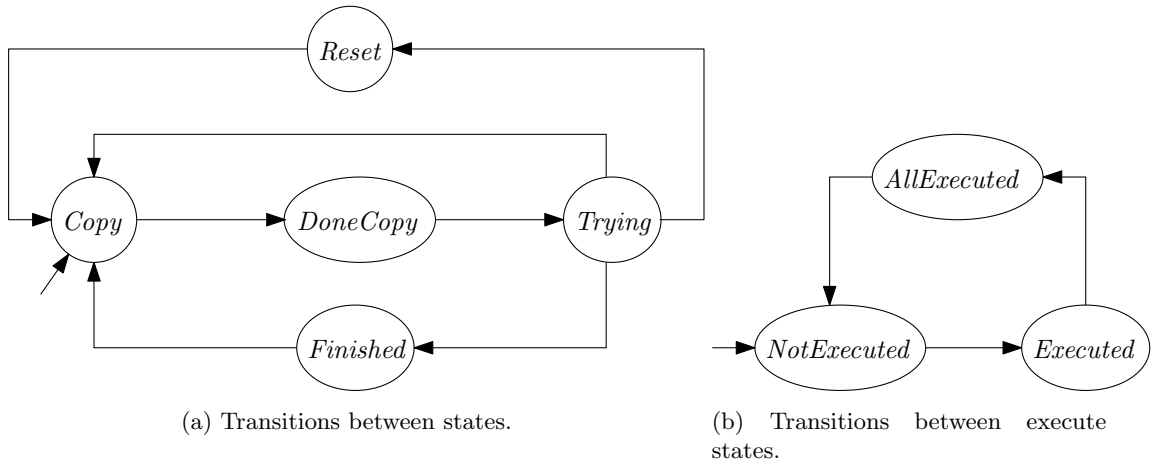 Reset
Copy
DoneCopy
Trying
Finished
(a) Transitions between states.
AllExecuted
NotExecuted
Executed
(b) Transitions between execute
states.